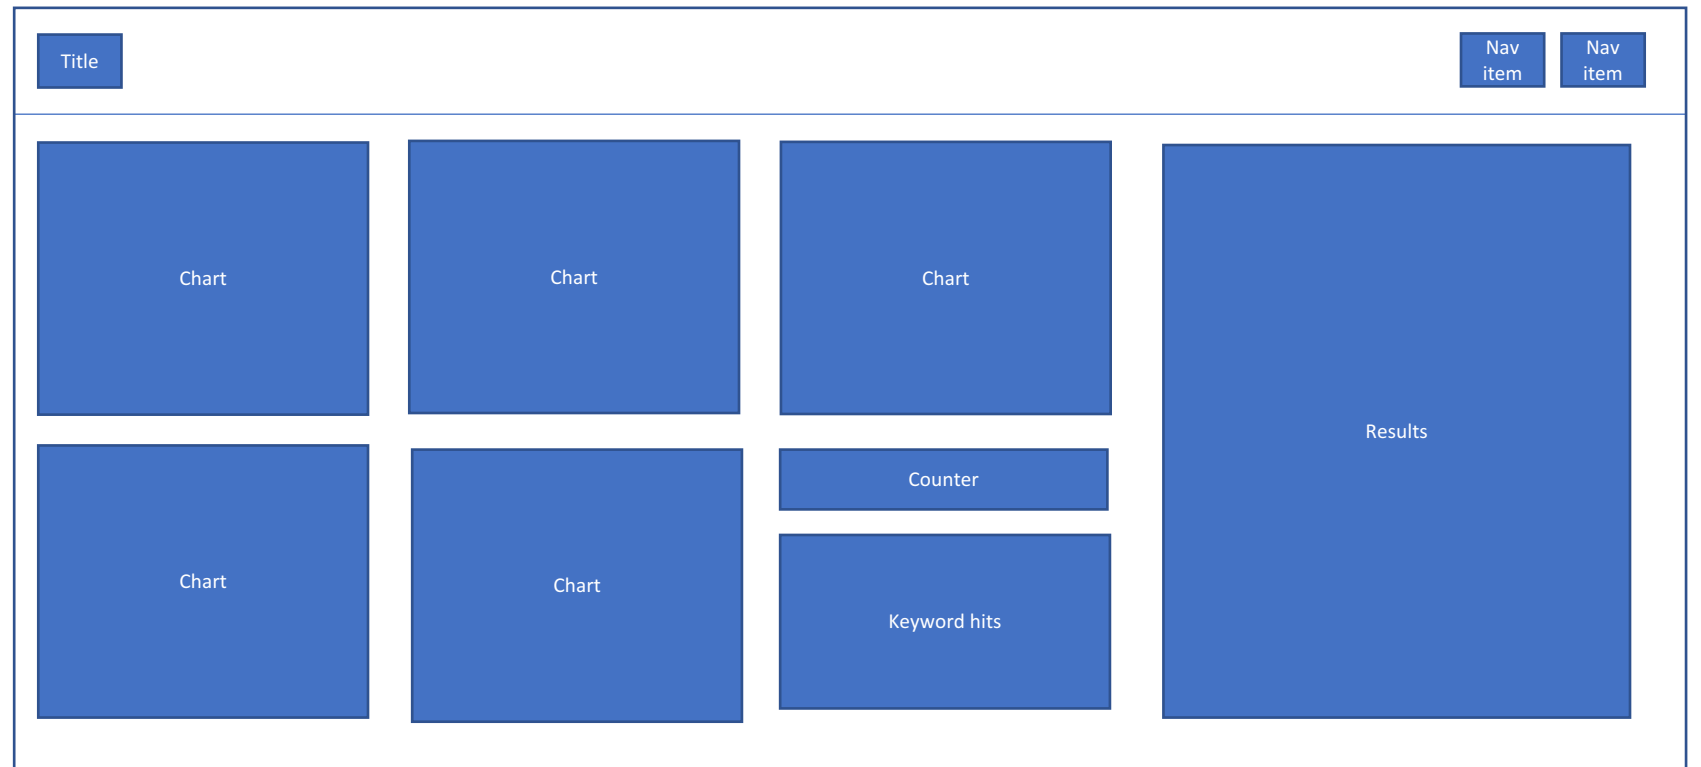 Title
Nav
item
Nav
item
Chart
Chart
Chart
Results
Chart
Chart
Counter
Keyword hits